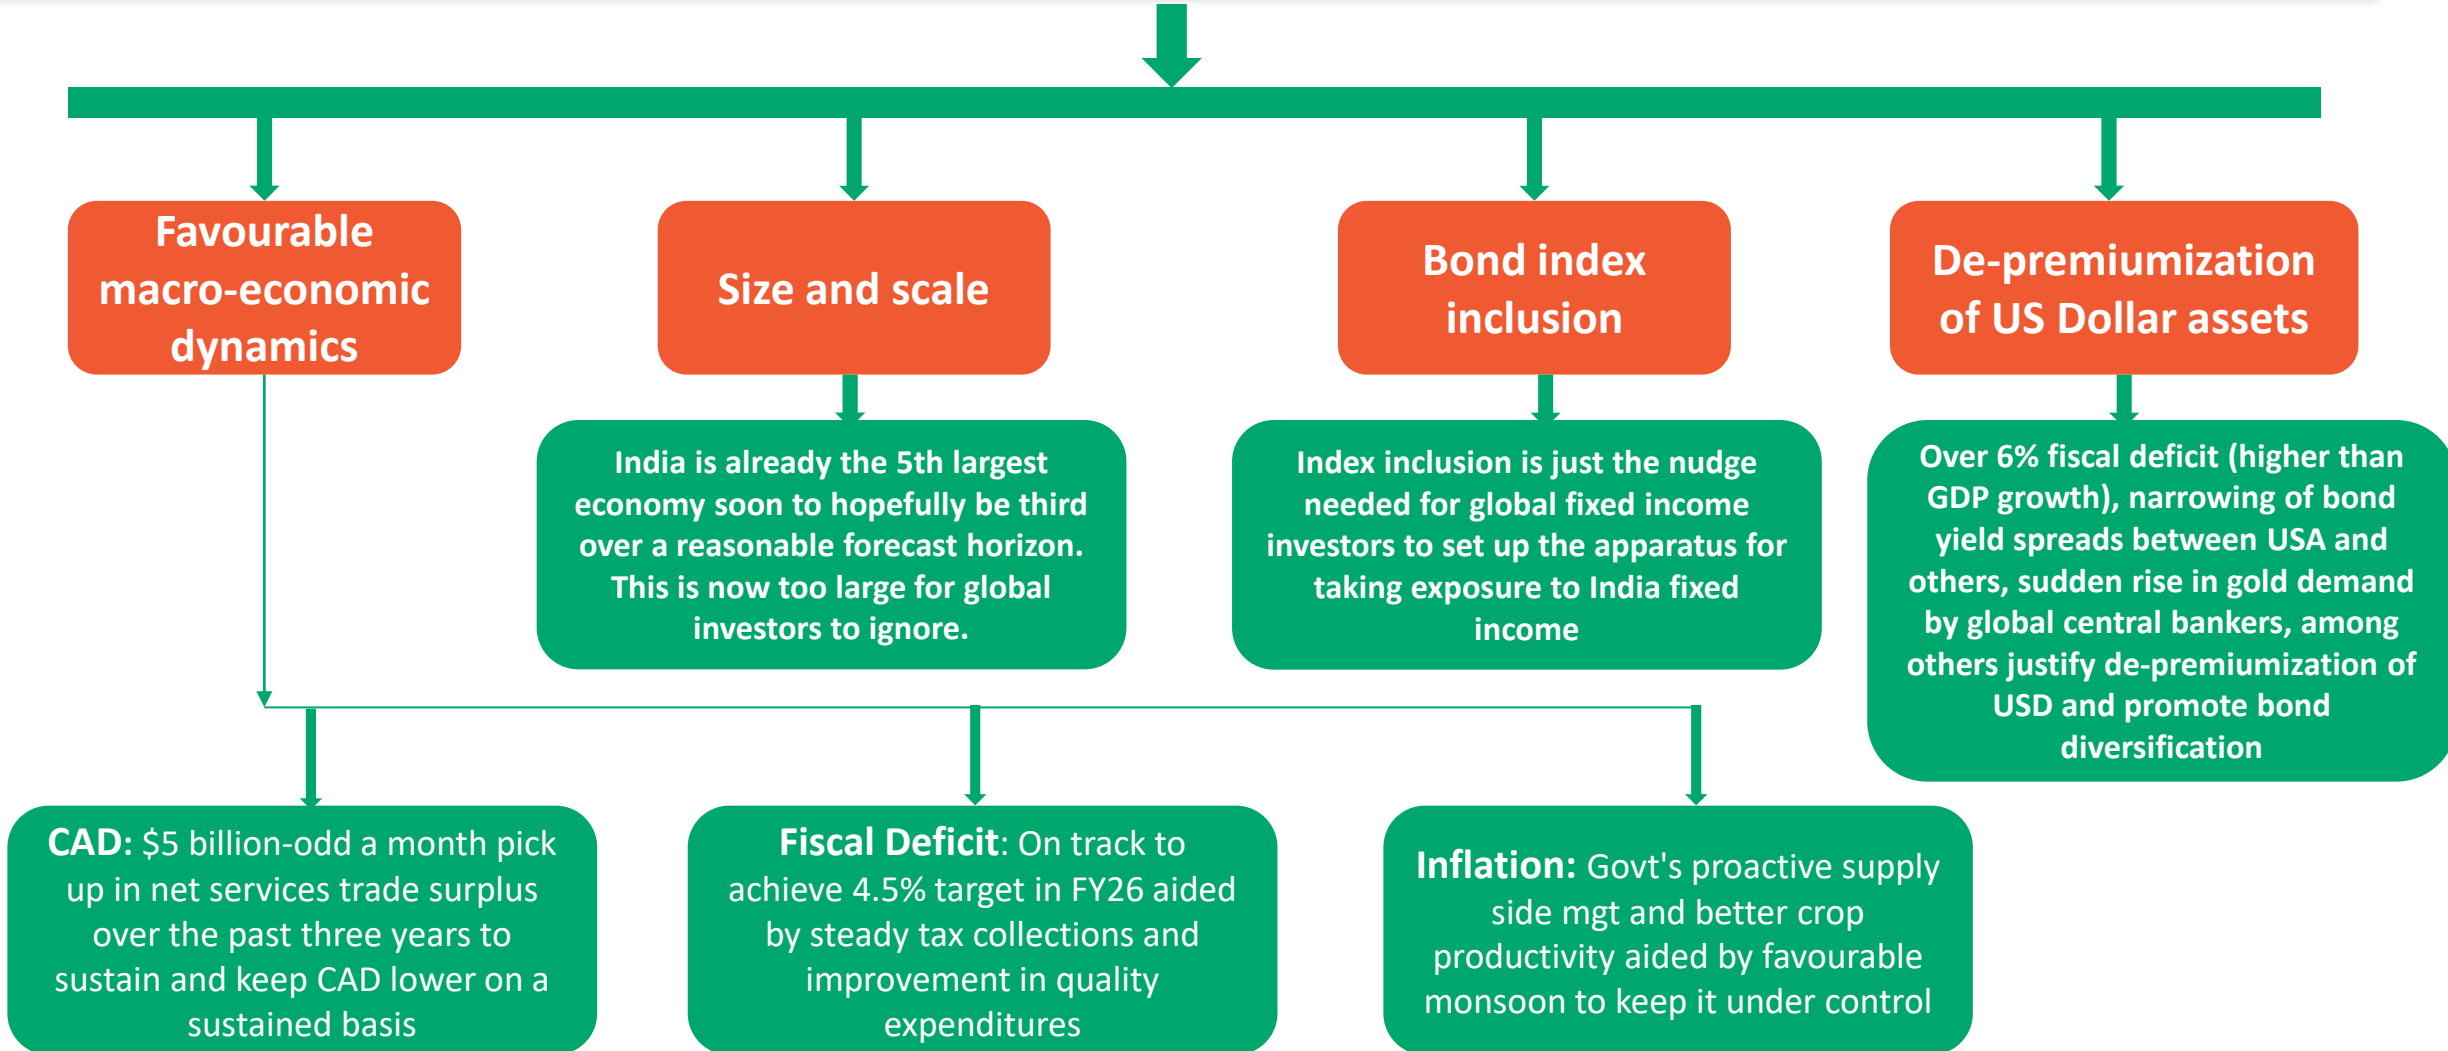 Favourable
macro-economic
dynamics
Size and scale
Bond index
inclusion
De-premiumization
of US Dollar assets
India is already the 5th largest
economy soon to hopefully be third
over a reasonable forecast horizon.
This is now too large for global
investors to ignore.
Index inclusion is just the nudge
needed for global fixed income
investors to set up the apparatus for
taking exposure to India fixed
income
Over 6% fiscal deficit (higher than
GDP growth), narrowing of bond
yield spreads between USA and
others, sudden rise in gold demand
by global central bankers, among
others justify de-premiumization of
USD and promote bond
diversification
CAD: $5 billion-odd a month pick
up in net services trade surplus
over the past three years to
sustain and keep CAD lower on a
sustained basis
Fiscal Deficit: On track to
achieve 4.5% target in FY26 aided
by steady tax collections and
improvement in quality
expenditures
Inflation: Govt's proactive supply
side mgt and better crop
productivity aided by favourable
monsoon to keep it under control